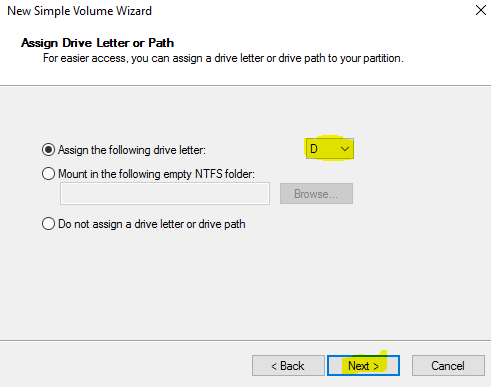 New Simple Volume Wizard
Assign Drive Letter or Path
For easier access, you can assign a drive letter or drive path to your partition.
Assign the following drive letter: D
Mount in the following empty NTFS folder:
Browse...
Do not assign a drive letter or drive path
< Back Next > Cancel